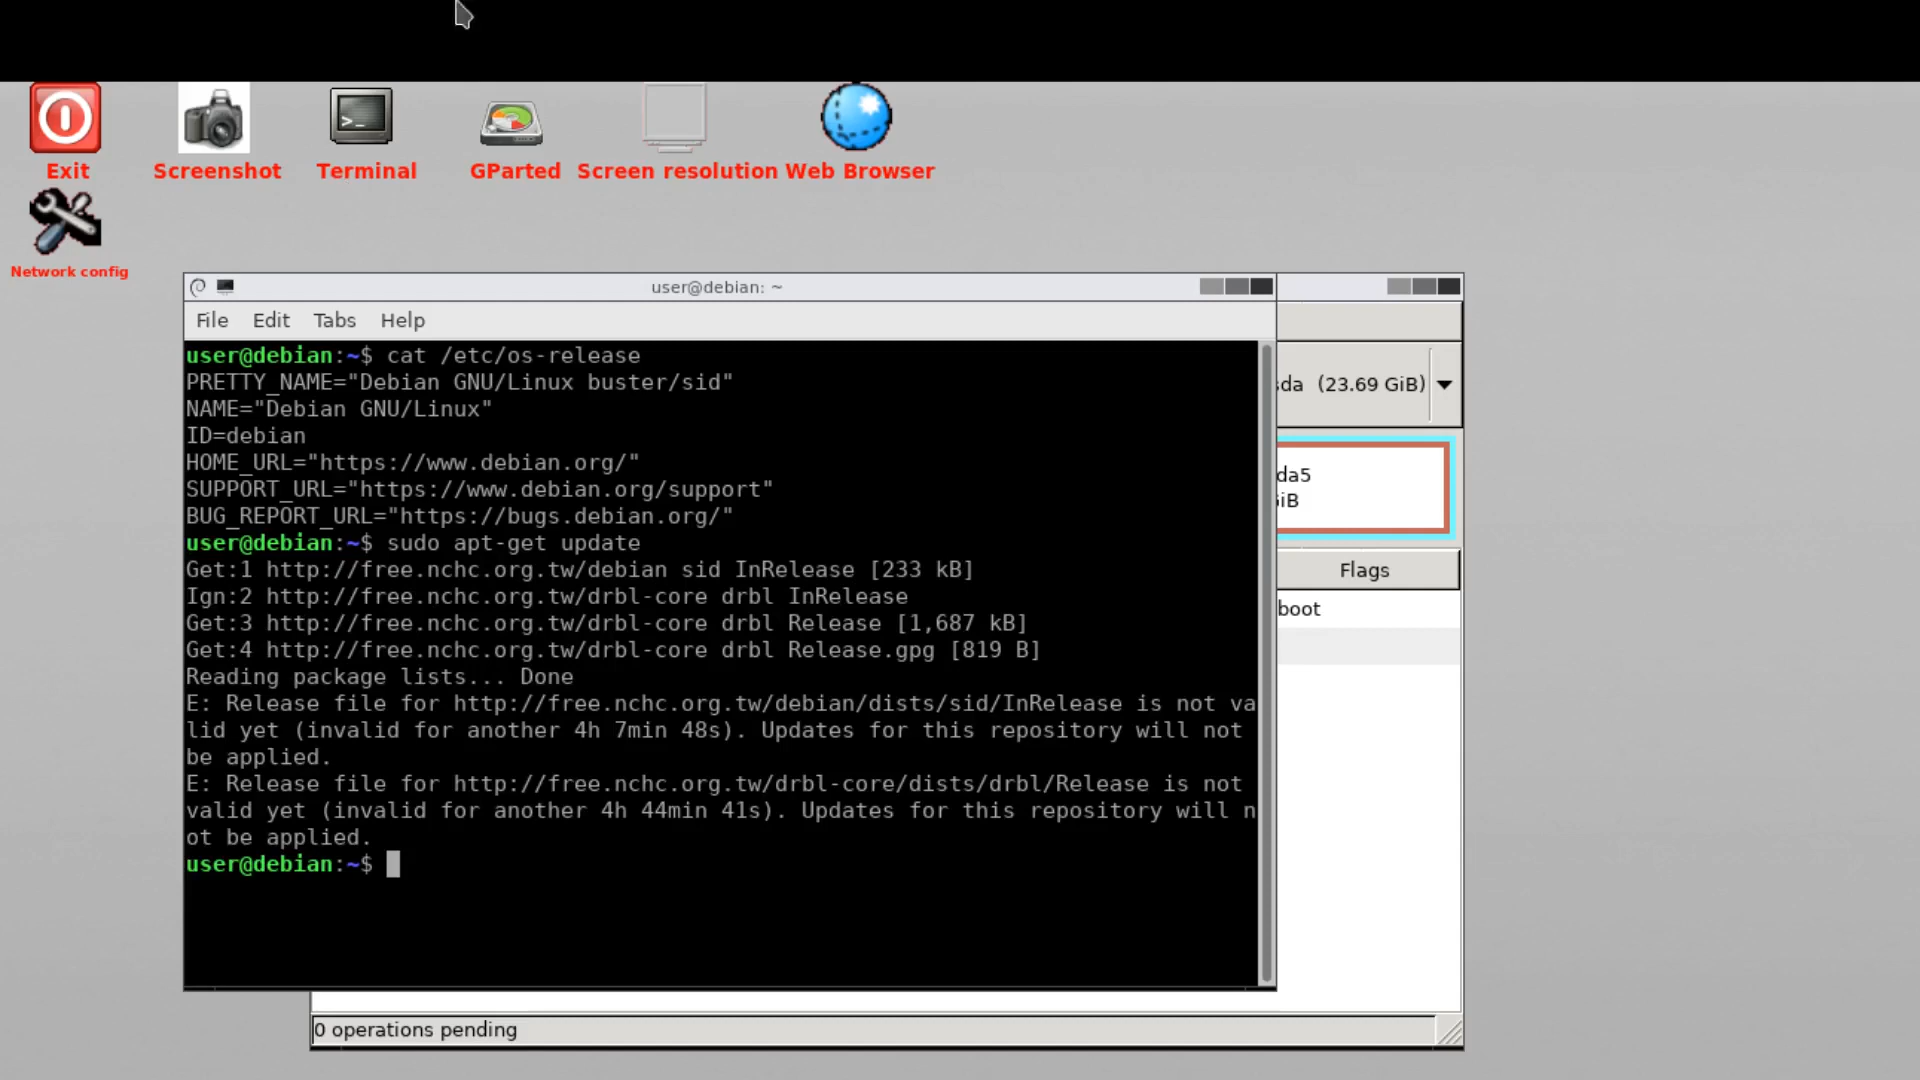 Exit
Screenshot
Terminal
GParted
Screen resolution
Web Browser
Network config
user@debian: ~
File Edit Tabs Help
user@debian:~$ cat /etc/os-release
PRETTY_NAME="Debian GNU/Linux buster/sid"
NAME="Debian GNU/Linux"
ID=debian
HOME_URL="https://www.debian.org/"
SUPPORT_URL="https://www.debian.org/support"
BUG_REPORT_URL="https://bugs.debian.org/"
user@debian:~$ sudo apt-get update
Get:1 http://free.nchc.org.tw/debian sid InRelease [233 kB]
Ign:2 http://free.nchc.org.tw/drbl-core drbl InRelease
Get:3 http://free.nchc.org.tw/drbl-core drbl Release [1,687 kB]
Get:4 http://free.nchc.org.tw/drbl-core drbl Release.gpg [819 B]
Reading package lists... Done
E: Release file for http://free.nchc.org.tw/debian/dists/sid/InRelease is not va
lid yet (invalid for another 4h 7min 48s). Updates for this repository will not
be applied.
E: Release file for http://free.nchc.org.tw/drbl-core/dists/drbl/Release is not
valid yet (invalid for another 4h 44min 41s). Updates for this repository will n
ot be applied.
user@debian:~$
sda (23.69 GiB)
da5
iB
Flags
boot
0 operations pending